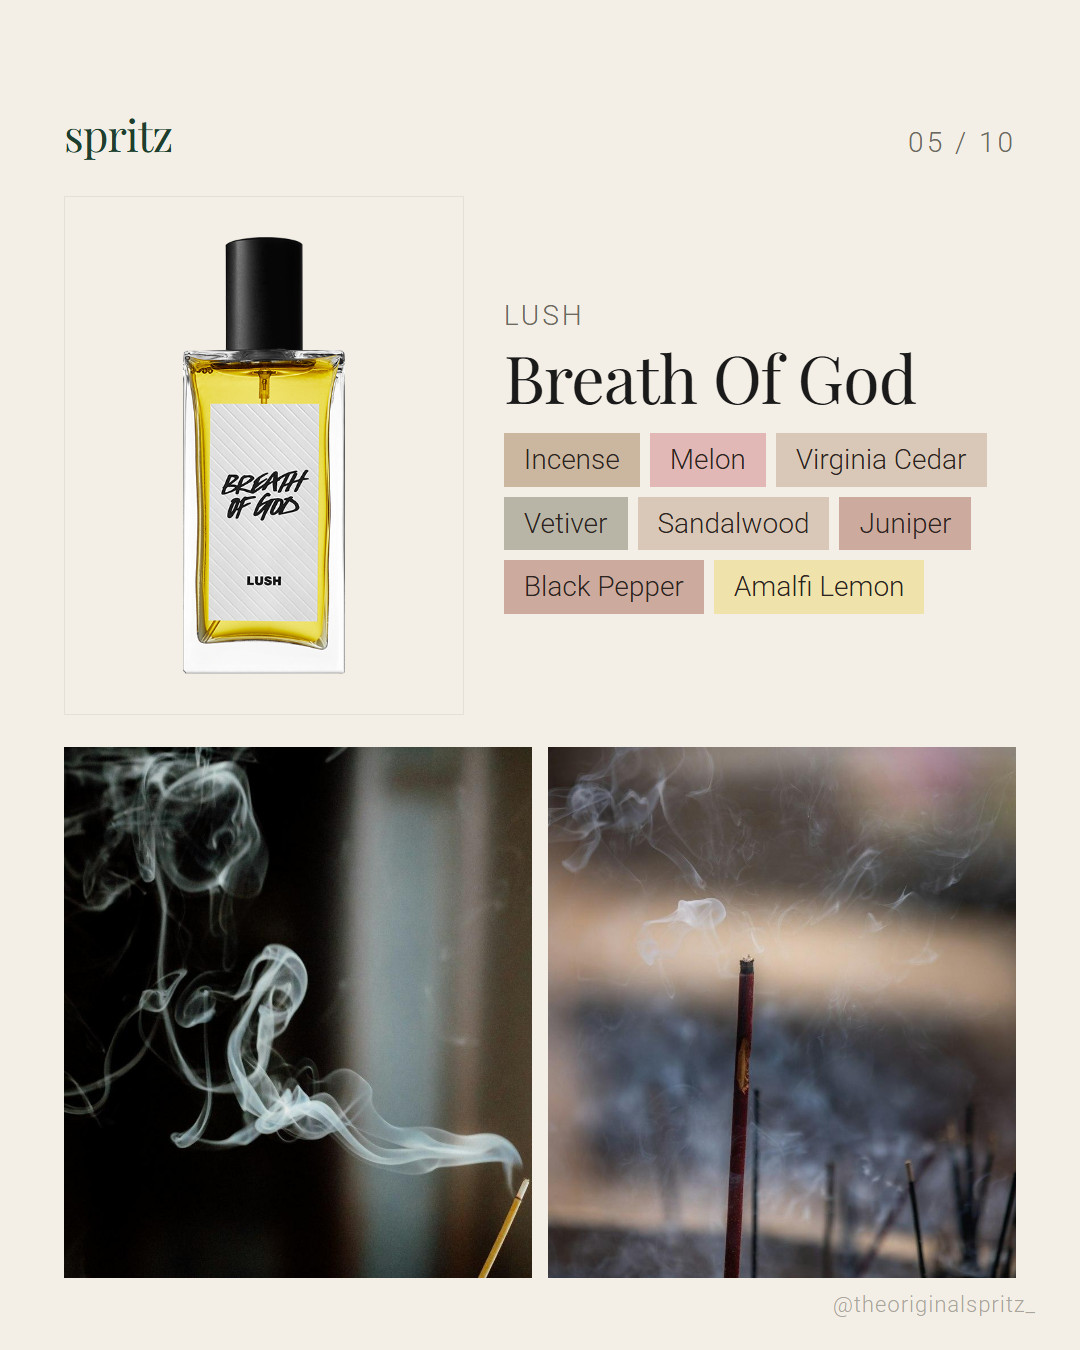 spritz
05 / 10
LUSH
Breath Of God
Incense
Melon
Virginia Cedar
Vetiver
Sandalwood
Juniper
Black Pepper
Amalfi Lemon
BREATH
OF GOD
LUSH
@theoriginalspritz_